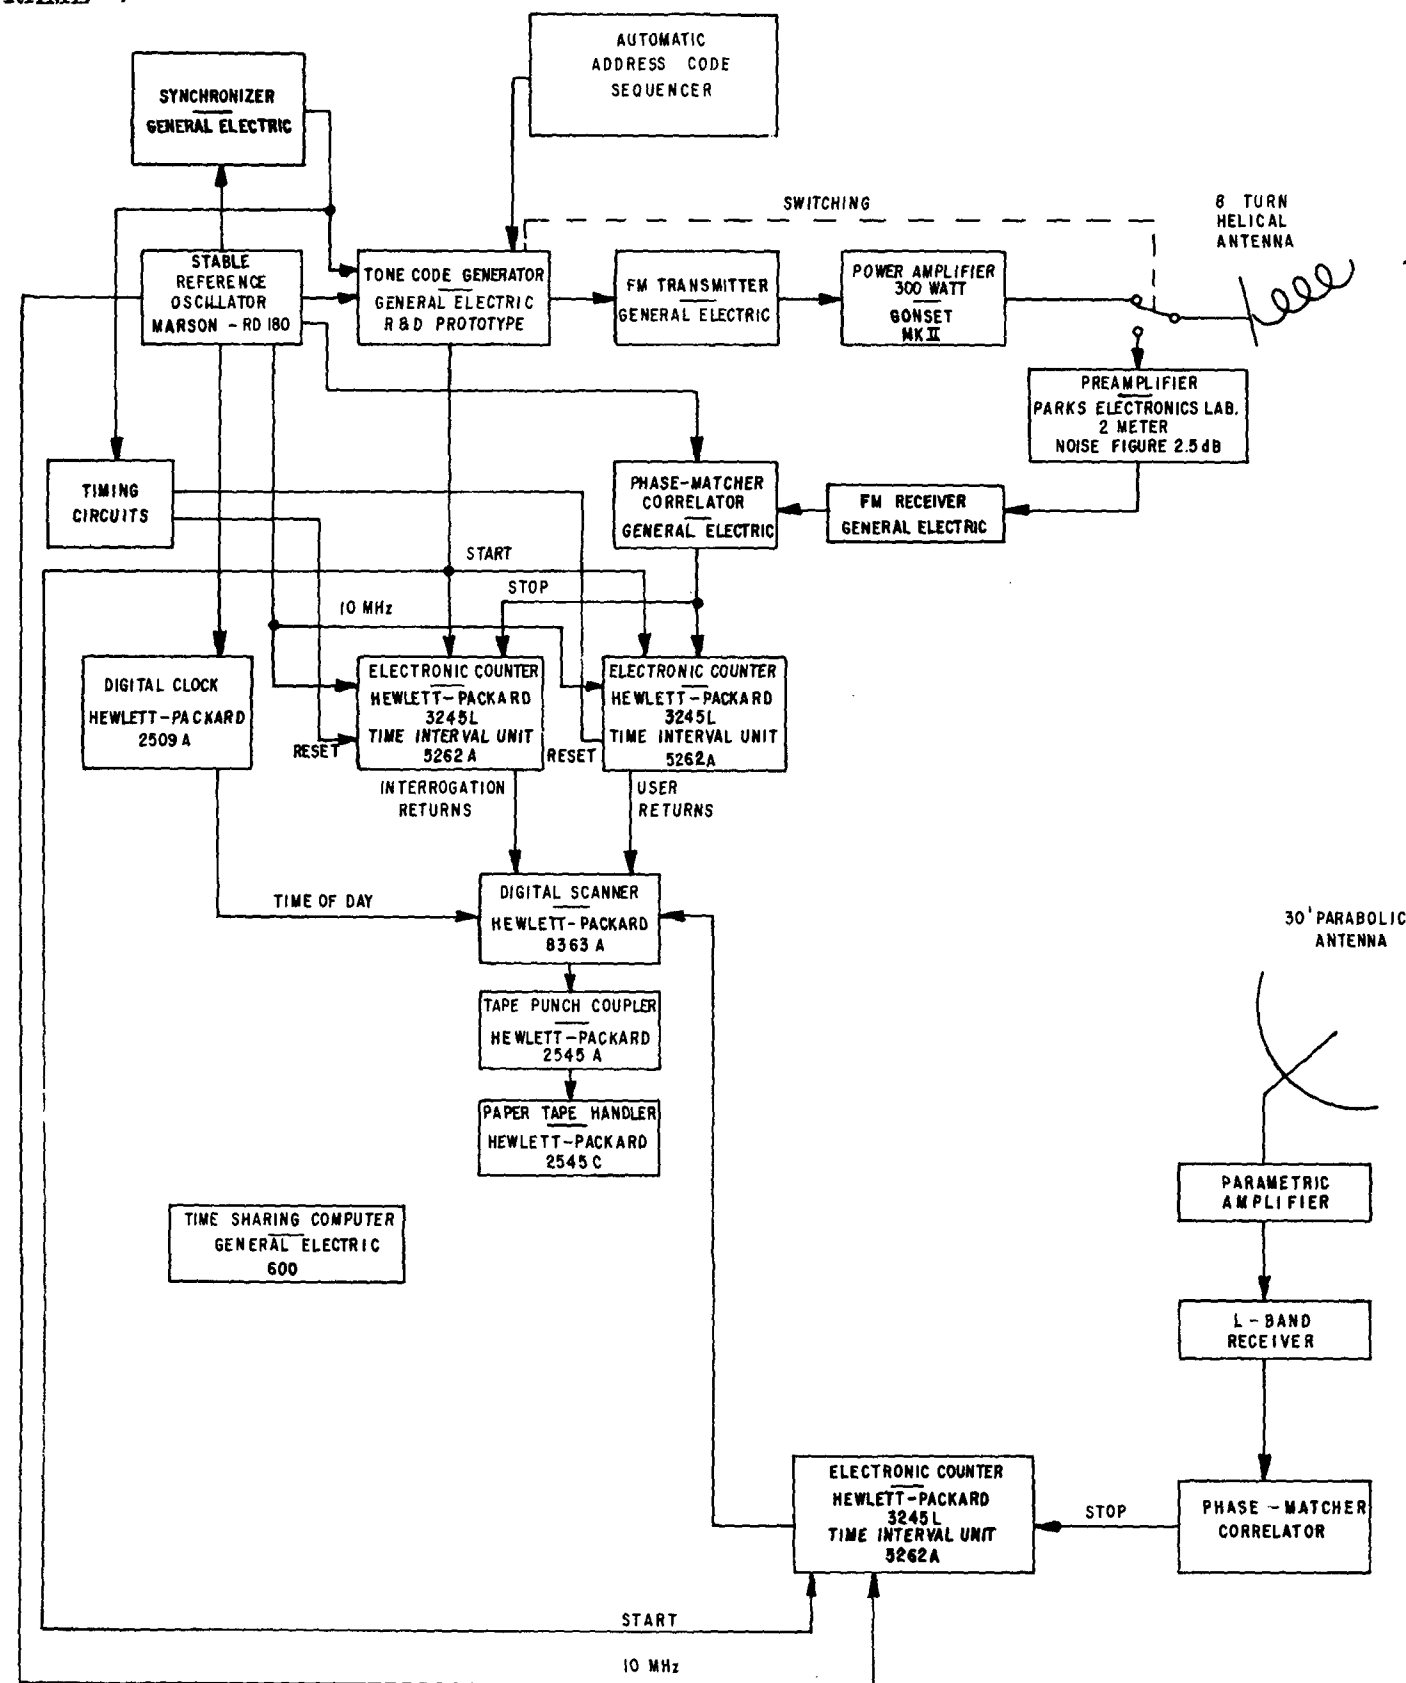 AUTOMATIC
ADDRESS CODE
SEQUENCER
SYNCHRONIZER
GENERAL ELECTRIC
SWITCHING
8 TURN
HELICAL
ANTENNA
STABLE
REFERENCE
OSCILLATOR
MARSON - RD 180
TONE CODE GENERATOR
GENERAL ELECTRIC
R&D PROTOTYPE
FM TRANSMITTER
GENERAL ELECTRIC
POWER AMPLIFIER
300 WATT
GONSET
MK II
PREAMPLIFIER
PARKS ELECTRONICS LAB.
2 METER
NOISE FIGURE 2.5 dB
TIMING
CIRCUITS
PHASE-MATCHER
CORRELATOR
GENERAL ELECTRIC
FM RECEIVER
GENERAL ELECTRIC
START
STOP
10 MHz
DIGITAL CLOCK
HEWLETT-PACKARD
2509 A
RESET
ELECTRONIC COUNTER
HEWLETT-PACKARD
3245L
TIME INTERVAL UNIT
5262A
RESET
ELECTRONIC COUNTER
HEWLETT-PACKARD
3245L
TIME INTERVAL UNIT
5262A
INTERROGATION
RETURNS
USER
RETURNS
TIME OF DAY
DIGITAL SCANNER
HEWLETT-PACKARD
8363 A
30' PARABOLIC
ANTENNA
TAPE PUNCH COUPLER
HEWLETT-PACKARD
2545 A
PAPER TAPE HANDLER
HEWLETT-PACKARD
2545 C
PARAMETRIC
AMPLIFIER
TIME SHARING COMPUTER
GENERAL ELECTRIC
600
L-BAND
RECEIVER
ELECTRONIC COUNTER
HEWLETT-PACKARD
3245L
TIME INTERVAL UNIT
5262A
STOP
PHASE-MATCHER
CORRELATOR
START
10 MHz